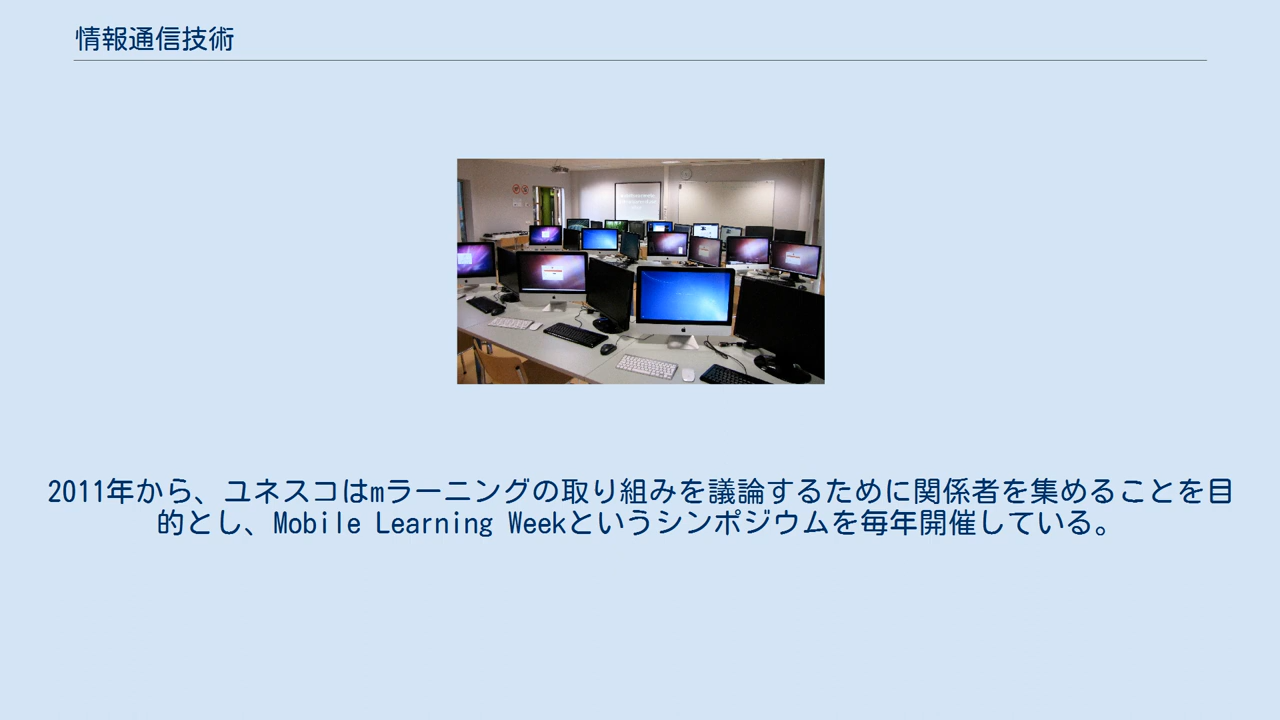 情報通信技術
2011年から、ユネスコはmラーニングの取り組みを議論するために関係者を集めることを目
的とし、Mobile Learning Weekというシンポジウムを毎年開催している。